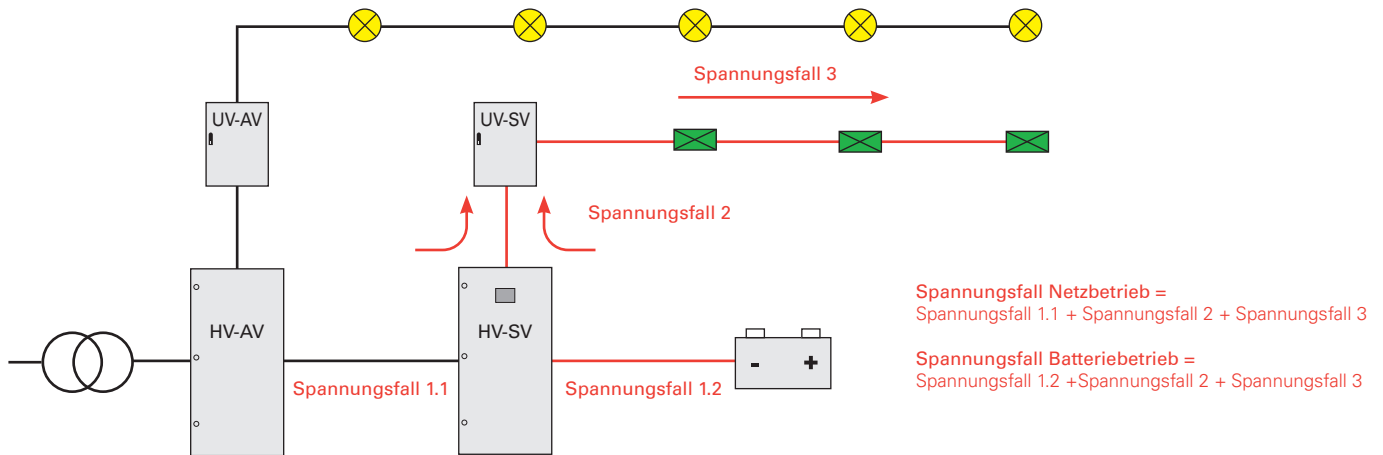 Spannungsfall 3
UV-AV
UV-SV
Spannungsfall 2
HV-AV
HV-SV
- +
Spannungsfall 1.1
Spannungsfall 1.2
Spannungsfall Netzbetrieb =
Spannungsfall 1.1 + Spannungsfall 2 + Spannungsfall 3
Spannungsfall Batteriebetrieb =
Spannungsfall 1.2 +Spannungsfall 2 + Spannungsfall 3